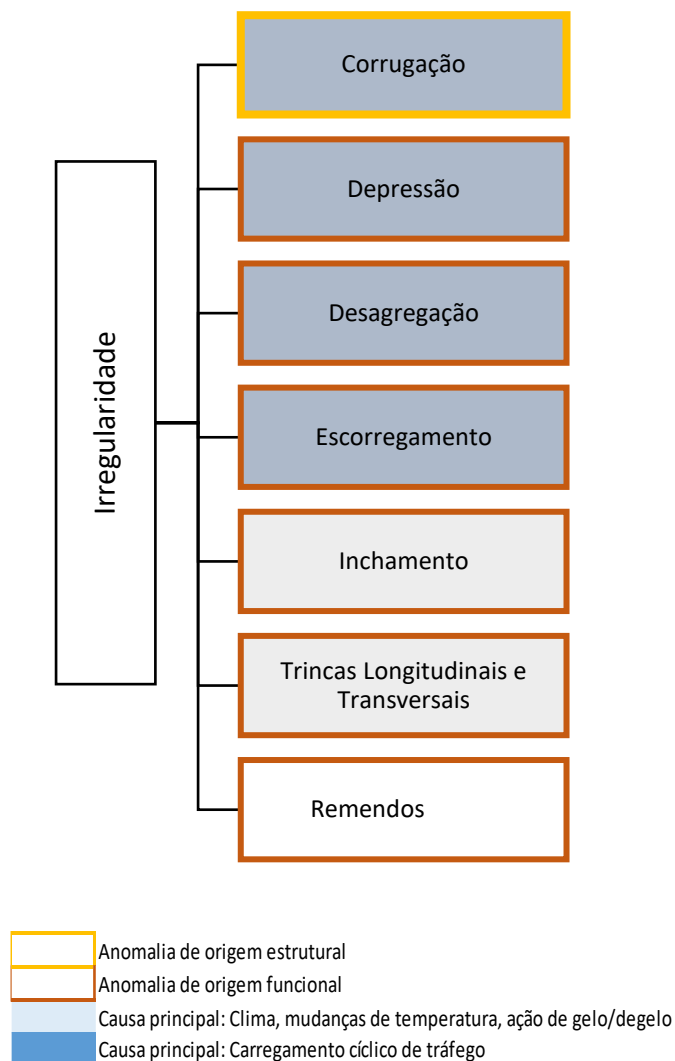 Irregularidade
Corrugação
Depressão
Desagregação
Escorregamento
Inchamento
Trincas Longitudinais e
Transversais
Remendos
Anomalia de origem estrutural
Anomalia de origem funcional
Causa principal: Clima, mudanças de temperatura, ação de gelo/degelo
Causa principal: Carregamento cíclico de tráfego